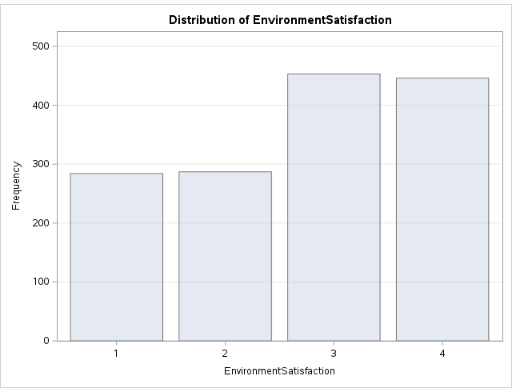 Distribution of EnvironmentSatisfaction
500
400
300
200
100
0
Frequency
1 2 3 4
EnvironmentSatisfaction